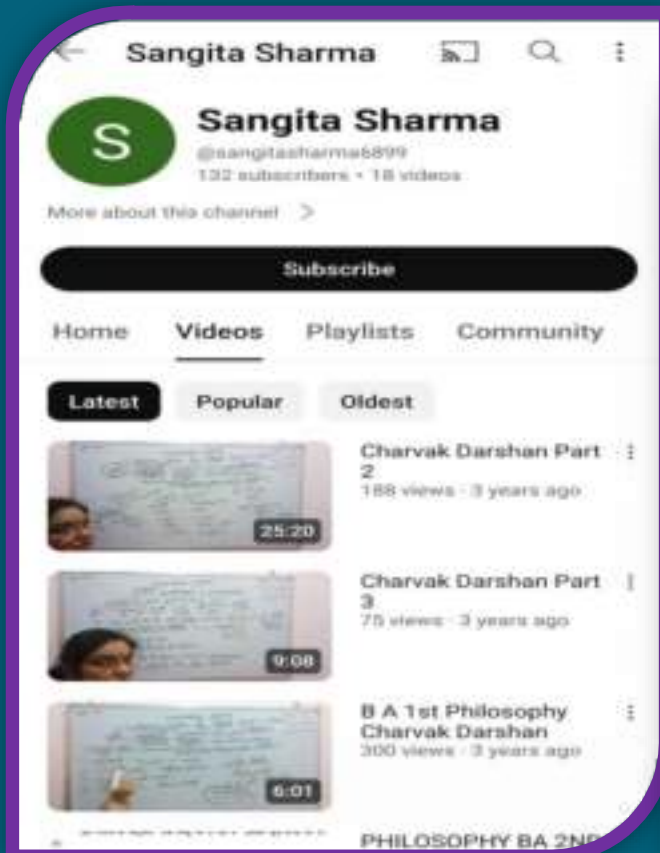 Sangita Sharma
S
Sangita Sharma
@sangitasharma6899
132 subscribers • 18 videos
More about this channel >
Subscribe
Home Videos Playlists Community
Latest Popular Oldest
Charvak Darshan Part
2
188 views · 3 years ago
25:20
Charvak Darshan Part
3
75 views · 3 years ago
9:08
B A 1st Philosophy
Charvak Darshan
300 views · 3 years ago
6:01
PHILOSOPHY BA 2ND